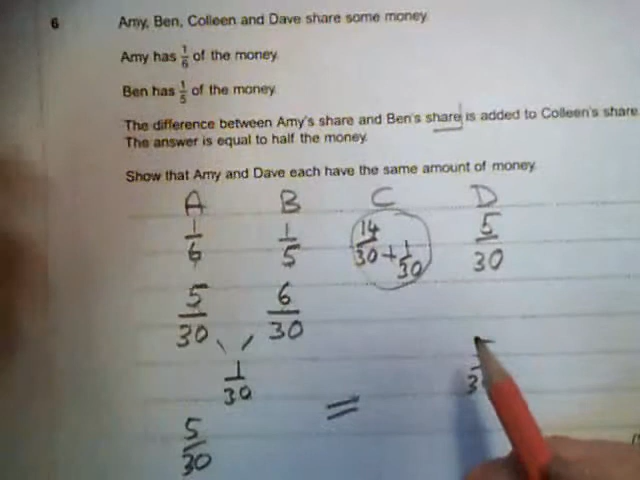 6 Amy, Ben, Colleen and Dave share some money.
Amy has 1/6 of the money.
Ben has 1/5 of the money.
The difference between Amy's share and Ben's share is added to Colleen's share.
The answer is equal to half the money.
Show that Amy and Dave each have the same amount of money.
A B C D
1/6 1/5 14/30 + 1/30 5/30
5/30 6/30
1/30
=
5/30